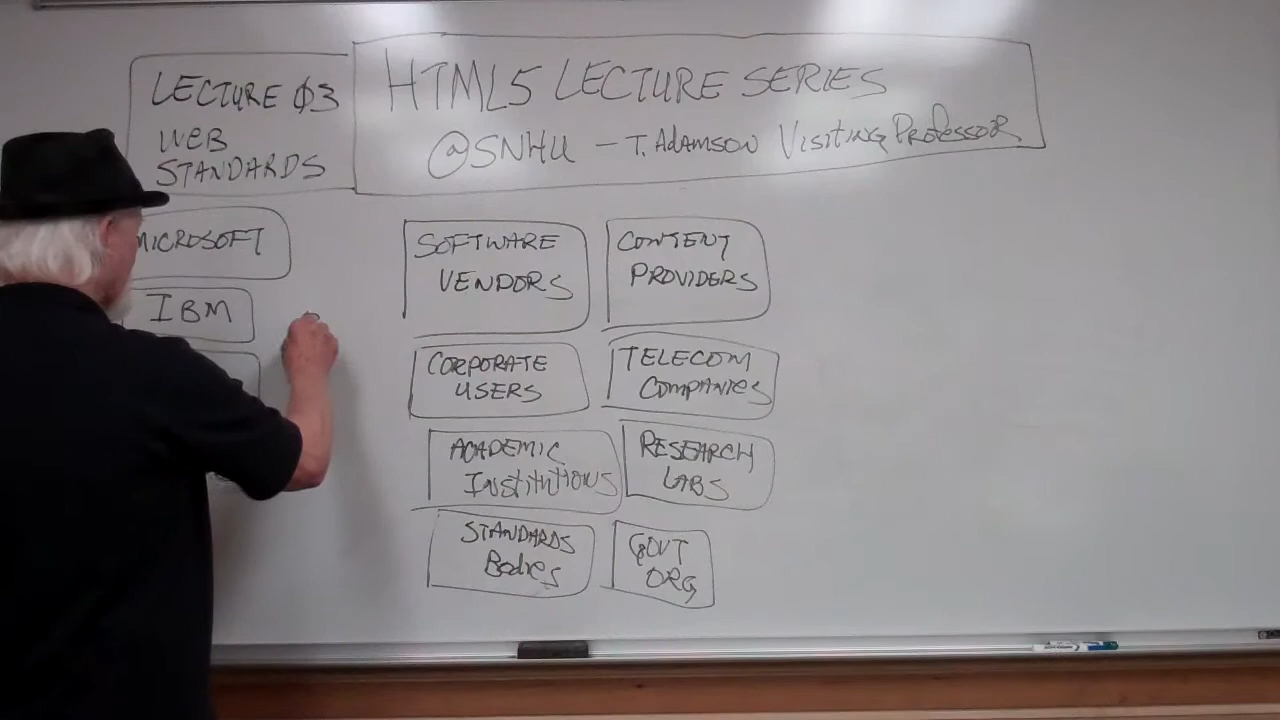 LECTURE 03
WEB
STANDARDS
HTML5 LECTURE SERIES
@SNHU - T. ADAMSON VISITING PROFESSOR
MICROSOFT
IBM
SOFTWARE
VENDORS
CONTENT
PROVIDERS
CORPORATE
USERS
TELECOM
COMPANIES
ACADEMIC
INSTITUTIONS
RESEARCH
LABS
STANDARDS
Bodies
GOVT
ORG